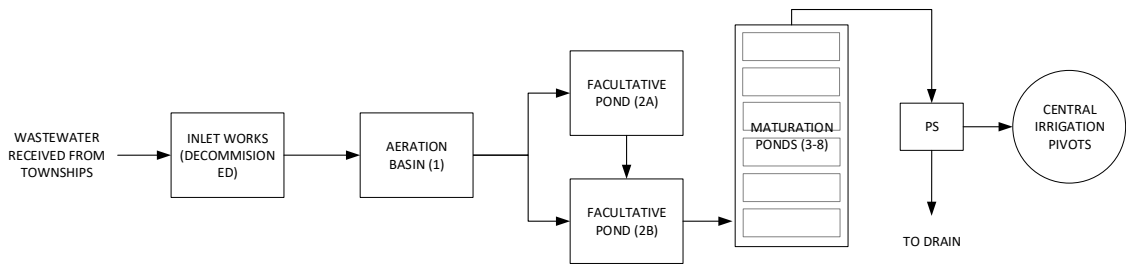 WASTEWATER
RECEIVED FROM
TOWNSHIPS
INLET WORKS
(DECOMMISION
ED)
AERATION
BASIN (1)
FACULTATIVE
POND (2A)
FACULTATIVE
POND (2B)
MATURATION
PONDS (3-8)
PS
CENTRAL
IRRIGATION
PIVOTS
TO DRAIN